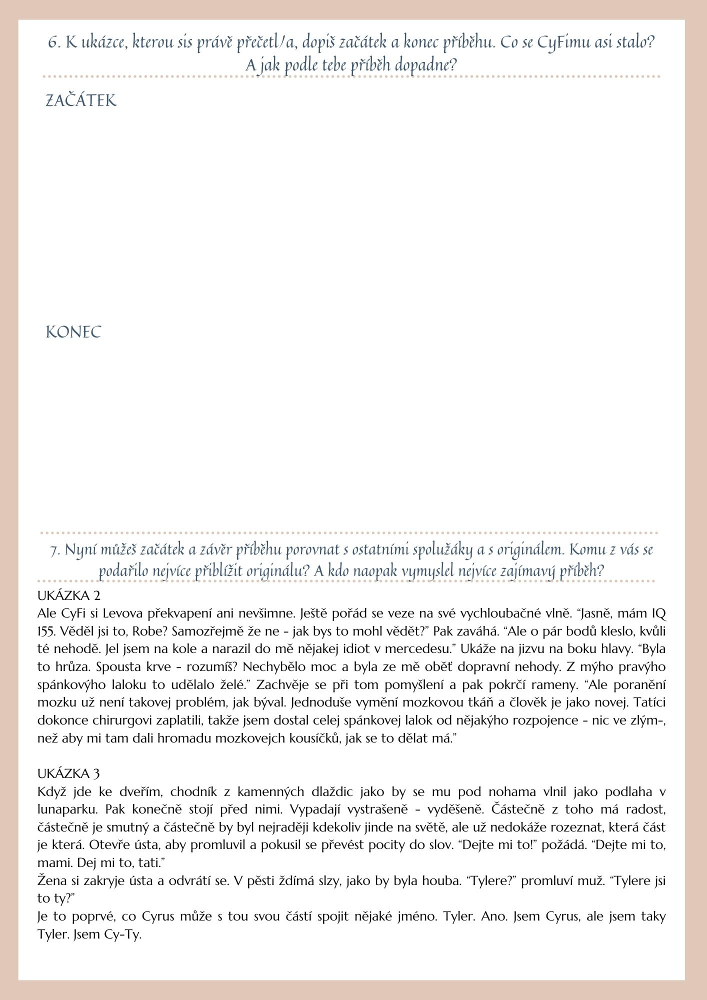 6. K ukázce, kterou sis právě přečetl/a, dopiš začátek a konec příběhu. Co se CyFimu asi stalo?
A jak podle tebe příběh dopadne?
ZAČÁTEK
KONEC
7. Nyní můžeš začátek a závěr příběhu porovnat s ostatními spolužáky a s originálem. Komu z vás se
podařilo nejvíce přiblížit originálu? A kdo naopak vymyslel nejvíce zajímavý příběh?
UKÁZKA 2
Ale CyFi si Levova překvapení ani nevšimne. Ještě pořád se veze na své vychloubačné vlně. “Jasně, mám IQ
155. Věděl jsi to, Robe? Samozřejmě že ne - jak bys to mohl vědět?” Pak zaváhá. “Ale o pár bodů kleslo, kvůli
té nehodě. Jel jsem na kole a narazil do mě nějakej idiot v mercedesu.” Ukáže na jizvu na boku hlavy. “Byla
to hrůza. Spousta krve - rozumíš? Nechybělo moc a byla ze mě oběť dopravní nehody. Z mýho pravýho
spánkovýho laloku to udělalo želé.” Zachvěje se při tom pomyšlení a pak pokrčí rameny. “Ale poranění
mozku už není takovej problém, jak býval. Jednoduše vymění mozkovou tkáň a člověk je jako novej. Tatíci
dokonce chirurgovi zaplatili, takže jsem dostal celej spánkovej lalok od nějakýho rozpojence - nic ve zlým-,
než aby mi tam dali hromadu mozkovejch kousíčků, jak se to dělat má.”
UKÁZKA 3
Když jde ke dveřím, chodník z kamenných dlaždic jako by se mu pod nohama vlnil jako podlaha v
lunaparku. Pak konečně stojí před nimi. Vypadají vystrašeně - vyděšeně. Částečně z toho má radost,
částečně je smutný a částečně by byl nejraději kdekoliv jinde na světě, ale už nedokáže rozeznat, která část
je která. Otevře ústa, aby promluvil a pokusil se převést pocity do slov. “Dejte mi to!” požádá. “Dejte mi to,
mami. Dej mi to, tati.”
Žena si zakryje ústa a odvrátí se. V pěsti ždímá slzy, jako by byla houba. “Tylere?” promluví muž. “Tylere jsi
to ty?”
Je to poprvé, co Cyrus může s tou svou částí spojit nějaké jméno. Tyler. Ano. Jsem Cyrus, ale jsem taky
Tyler. Jsem Cy-Ty.